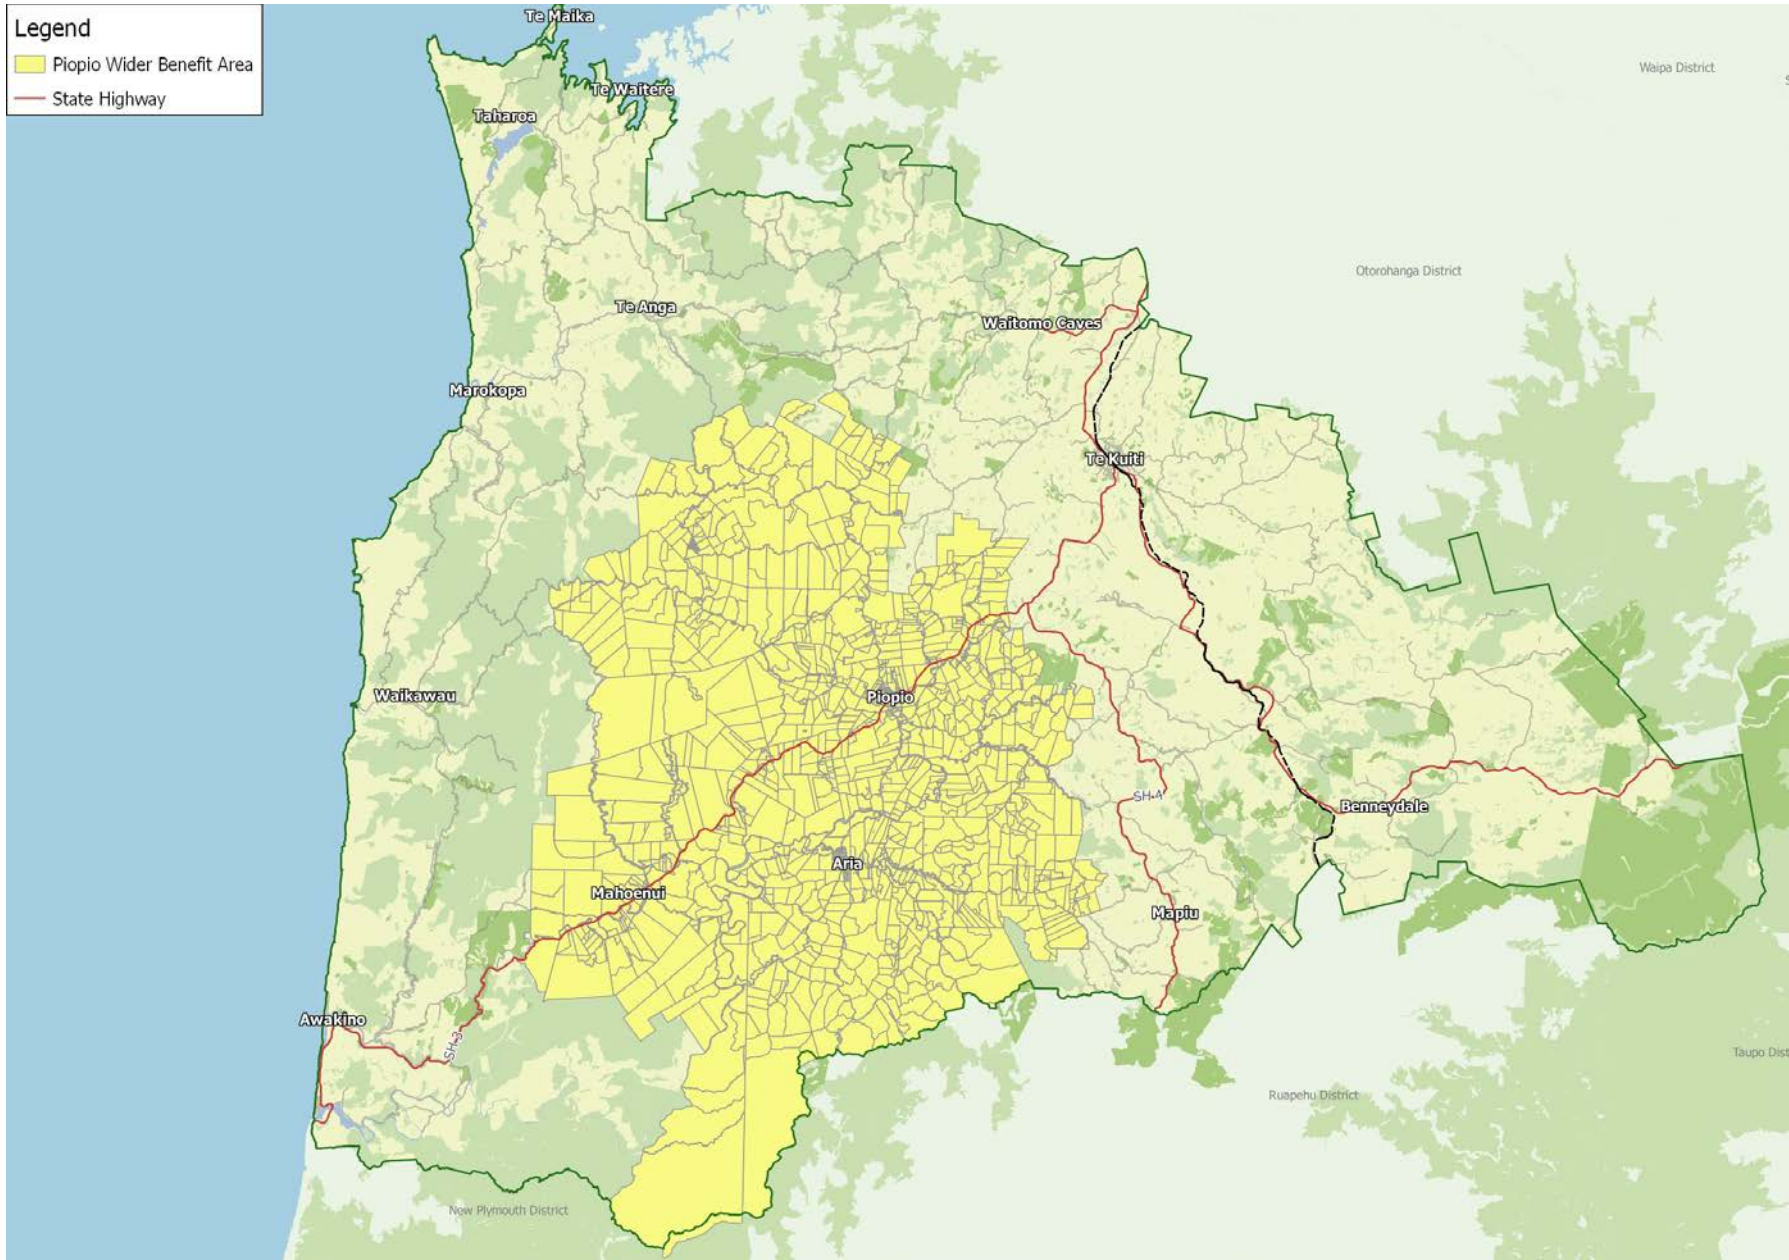 Legend
Piopio Wider Benefit Area
State Highway
Te Maika
Waipa District
Te Waitere
Taharoa
Otorohanga District
Te Anga
Waitomo Caves
Marokopa
Te Kuiti
Waikawau
Piopio
SH 4
Benneydale
Aria
Mahoenui
Mapiu
Awakino
SH 3
Taupo Dist
Ruapehu District
New Plymouth District